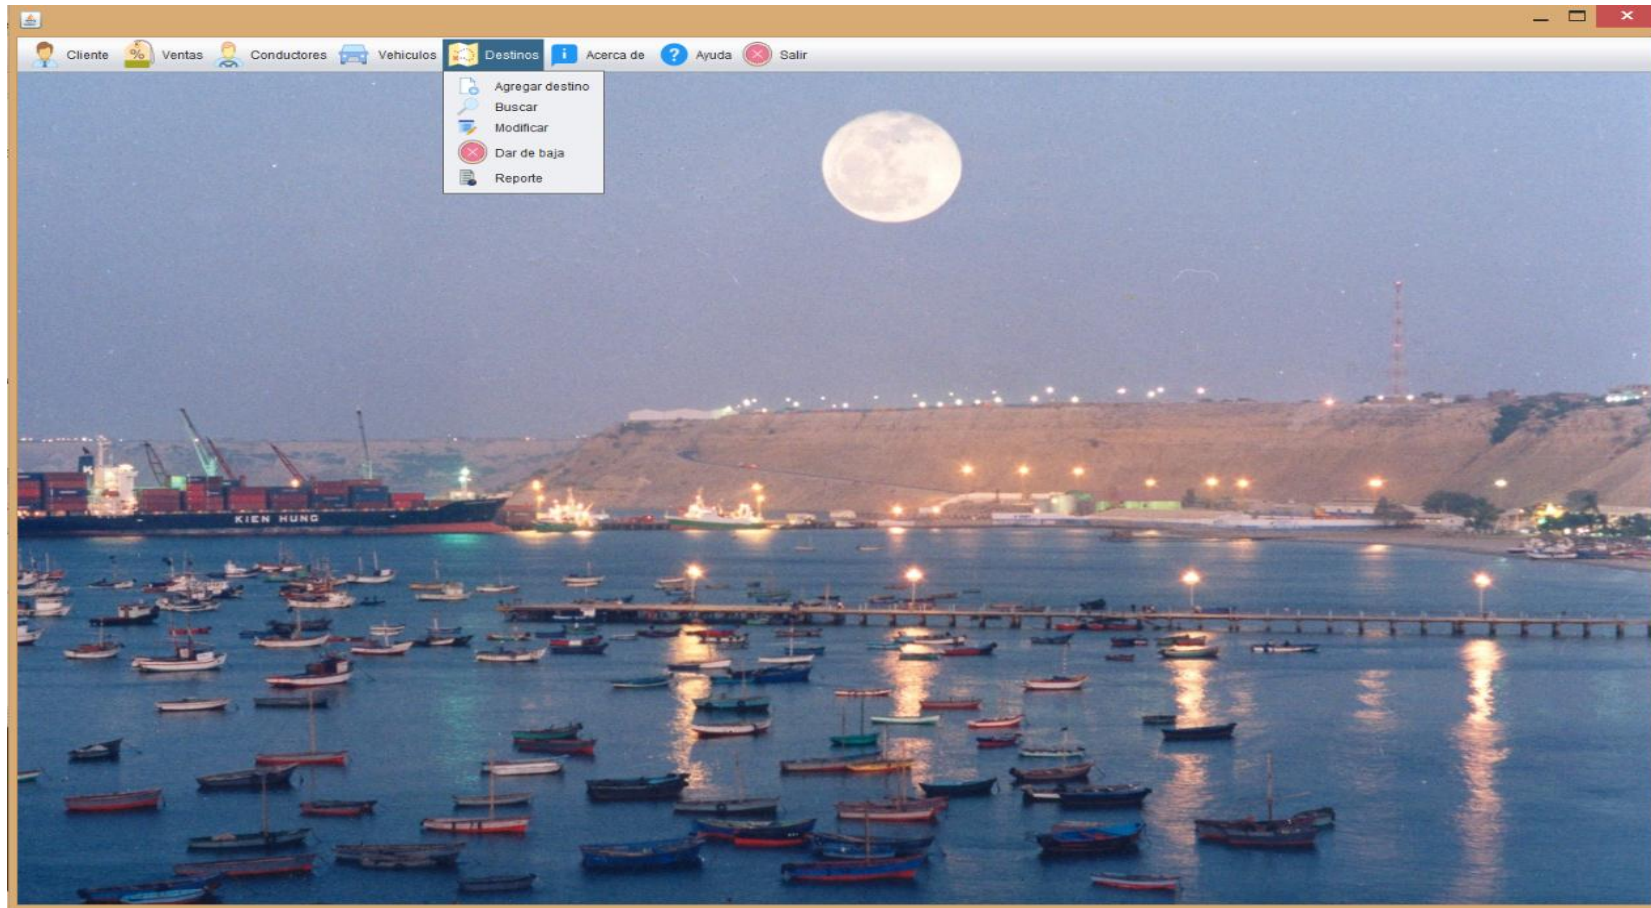 Cliente Ventas Conductores Vehiculos Destinos Acerca de Ayuda Salir
Agregar destino
Buscar
Modificar
Dar de baja
Reporte
KIEN HUNG